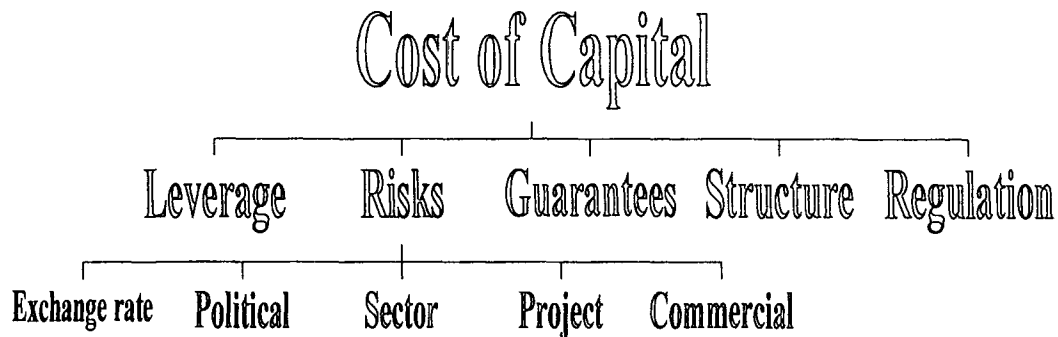 Cost of Capital
Leverage Risks Guarantees Structure Regulation
Exchange rate Political Sector Project Commercial